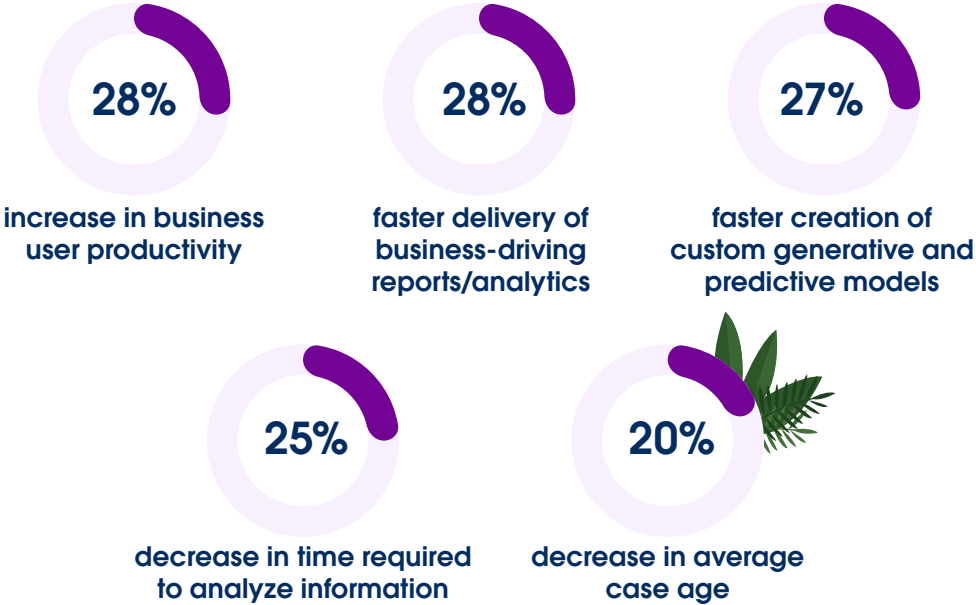 28%
increase in business
user productivity
28%
faster delivery of
business-driving
reports/analytics
27%
faster creation of
custom generative and
predictive models
25%
decrease in time required
to analyze information
20%
decrease in average
case age